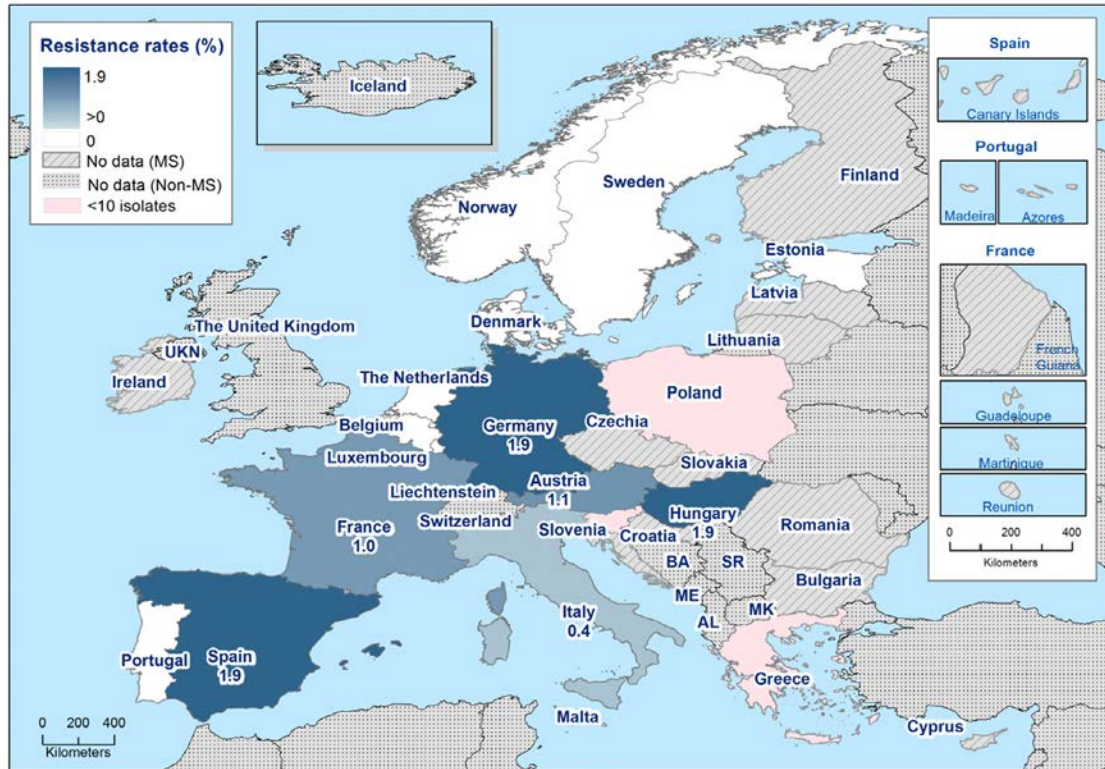 Resistance rates (%)
1.9
>0
0
No data (MS)
No data (Non-MS)
<10 isolates
Iceland
Spain
Canary Islands
Portugal
Madeira
Azores
France
French
Guiana
Guadeloupe
Martinique
Reunion
0 200 400
Kilometers
Finland
Sweden
Norway
Estonia
Latvia
Denmark
Lithuania
The United Kingdom
UKN
Ireland
The Netherlands
Poland
Belgium
Germany
1.9
Czechia
Luxembourg
Slovakia
Liechtenstein
Austria
1.1
Switzerland
France
1.0
Slovenia
Hungary
1.9
Croatia
Romania
BA
SR
Bulgaria
ME
MK
AL
Italy
0.4
Portugal
Spain
1.9
Greece
Malta
Cyprus
0 200 400
Kilometers